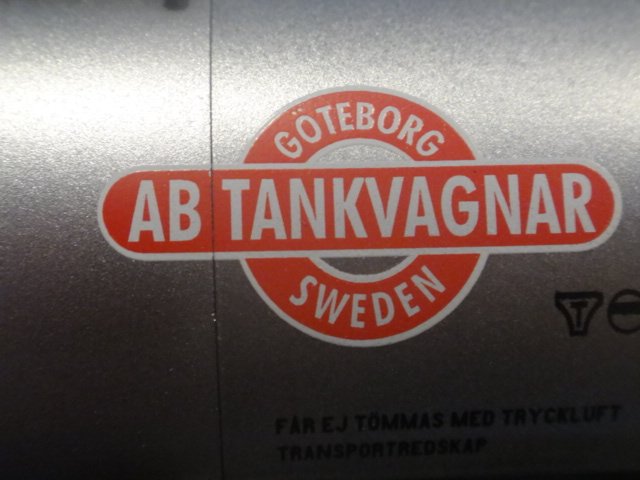 GÖTEBORG
AB TANKVAGNAR
SWEDEN
T
FÅR EJ TÖMMAS MED TRYCKLUFT
TRANSPORTREDSKAP